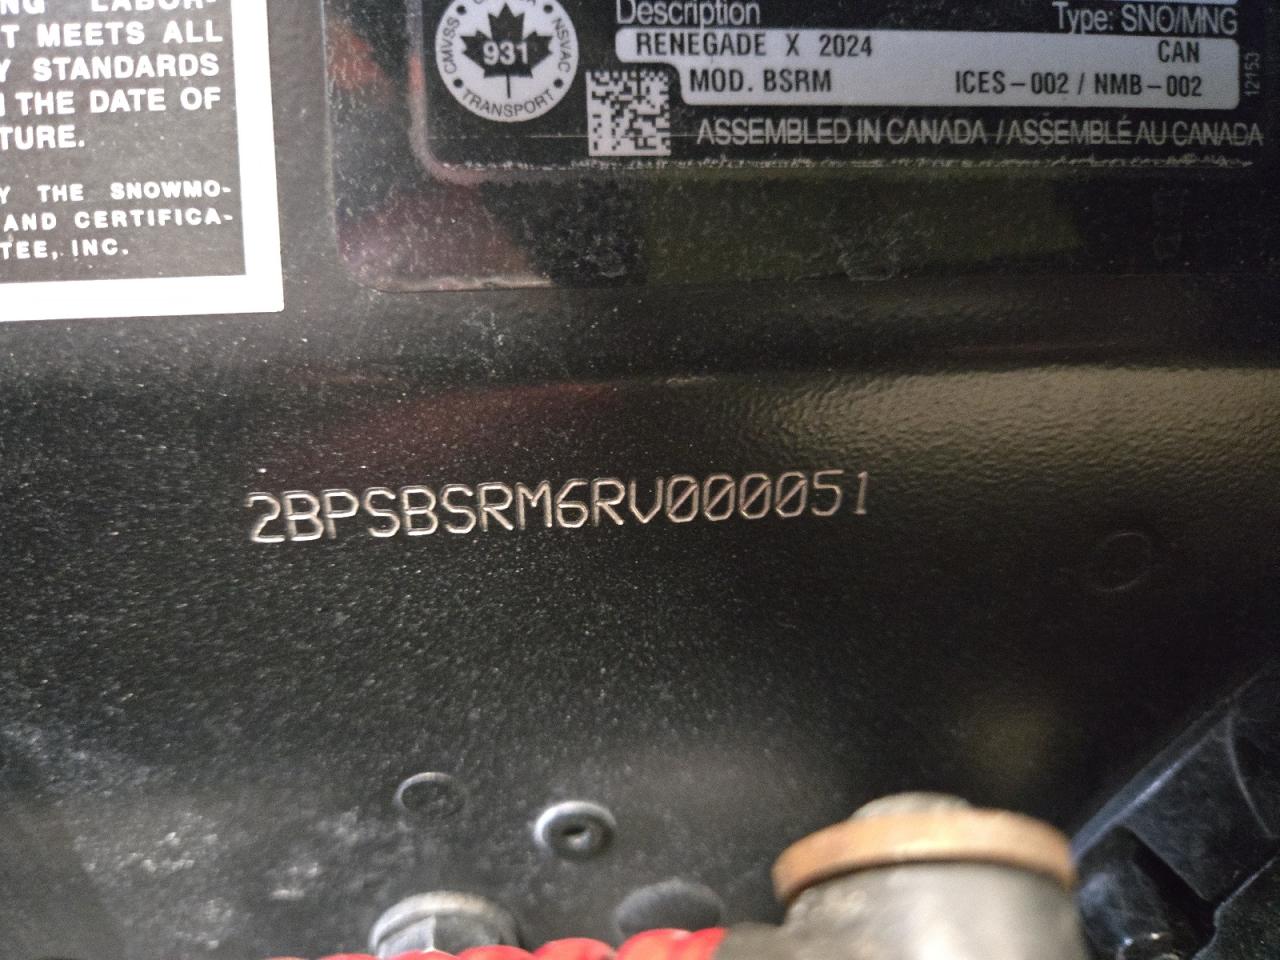 LABOR-
T MEETS ALL
Y STANDARDS
THE DATE OF
TURE.
Y THE SNOWMO-
AND CERTIFICA-
TEE, INC.
CMVSS
NSVAC
931
TRANSPORT
Description
Type: SNO/MNG
RENEGADE X 2024
CAN
MOD. BSRM
ICES-002 / NMB-002
12153
ASSEMBLED IN CANADA / ASSEMBLÉ AU CANADA
2BPSBSRM6RV000051